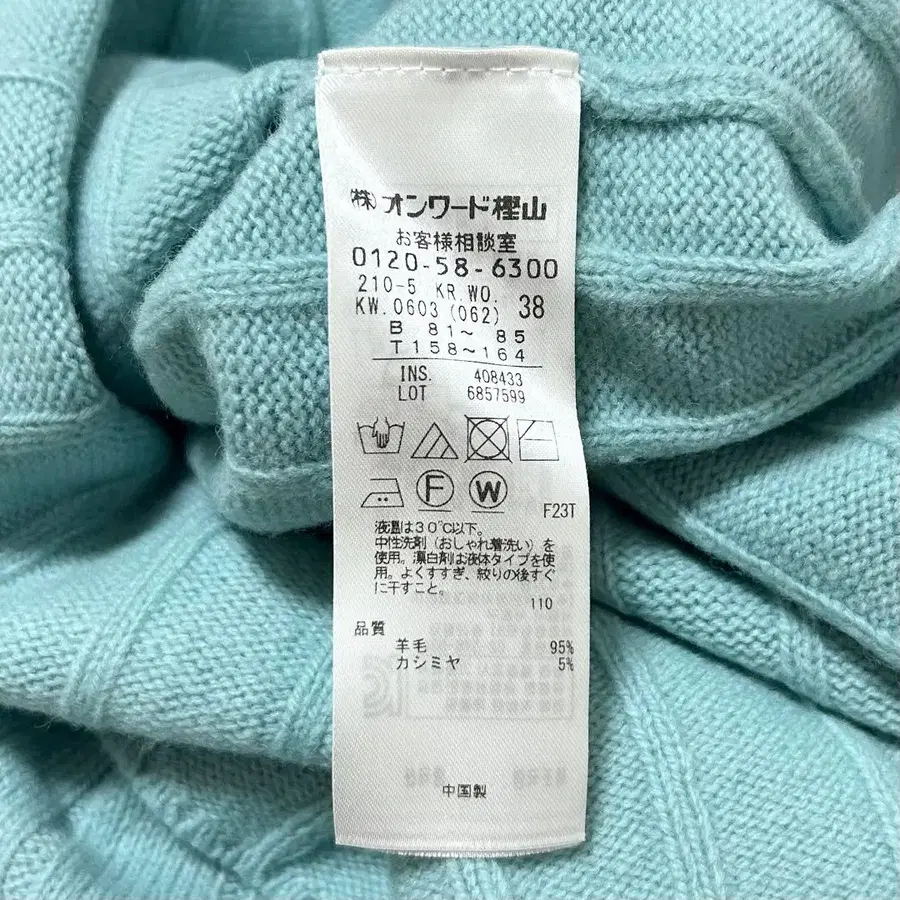 ㈱オンワード樫山
お客様相談室
0120-58-6300
210-5 KR.WO.
KW.0603(062) 38
B 81~ 85
T158~164
INS. 408433
LOT 6857599
F W
F23T
液温は30℃以下。
中性洗剤(おしゃれ着洗い)を
使用。漂白剤は液体タイプを使
用。よくすすぎ、絞りの後すぐ
に干すこと。
110
品質
羊毛 95%
カシミヤ 5%
中国製